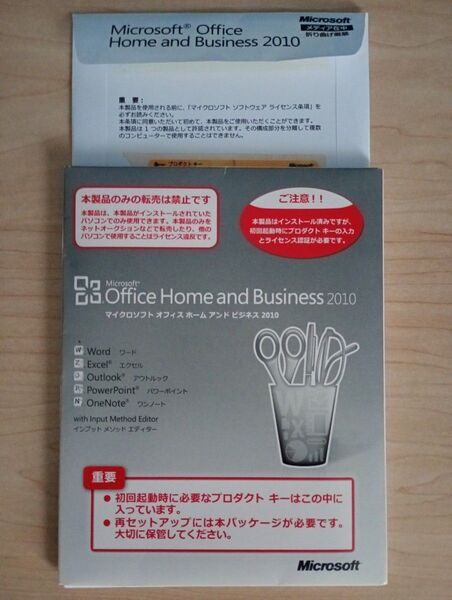 Microsoft® Office
Home and Business 2010
Microsoft
メディア在中
折り曲げ厳禁
重 要 :
本製品を使用される前に、「マイクロソフト ソフトウェア ライセンス条項」を
必ずお読みください。
本条項に同意いただいて初めて、本製品をご使用いただくことができます。
本製品は 1 つの製品として許諾されています。その構成部分を分離して複数
のコンピューターで使用することはできません。
プロダクト キー
Microsoft
本製品のみの転売は禁止です
本製品は、本製品がインストールされていた
パソコンでのみ使用できます。本製品のみを
ネットオークションなどで転売したり、他の
パソコンで使用することはライセンス違反です。
ご注意！！
本製品はインストール済みですが、
初回起動時にプロダクト キーの入力
とライセンス認証が必要です。
Microsoft®
Office Home and Business 2010
マイクロソフト オフィス ホーム アンド ビジネス 2010
Word ワード
Excel® エクセル
Outlook® アウトルック
PowerPoint® パワーポイント
OneNote® ワンノート
with Input Method Editor
インプット メソッド エディター
重要
● 初回起動時に必要なプロダクト キーはこの中に
入っています。
● 再セットアップには本パッケージが必要です。
大切に保管してください。
Microsoft